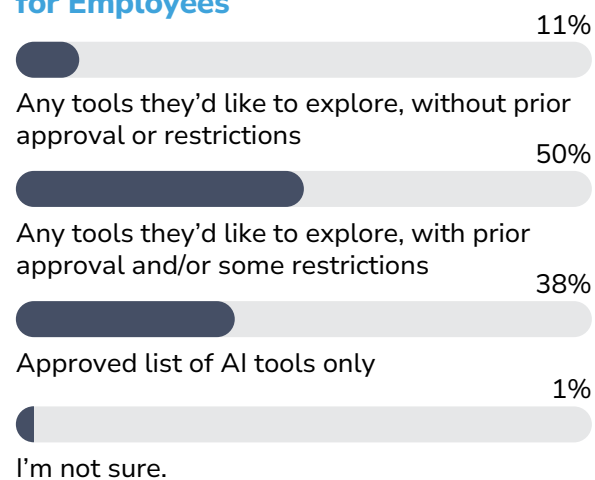 for Employees
11%
Any tools they’d like to explore, without prior
approval or restrictions
50%
Any tools they’d like to explore, with prior
approval and/or some restrictions
38%
Approved list of AI tools only
1%
I’m not sure.